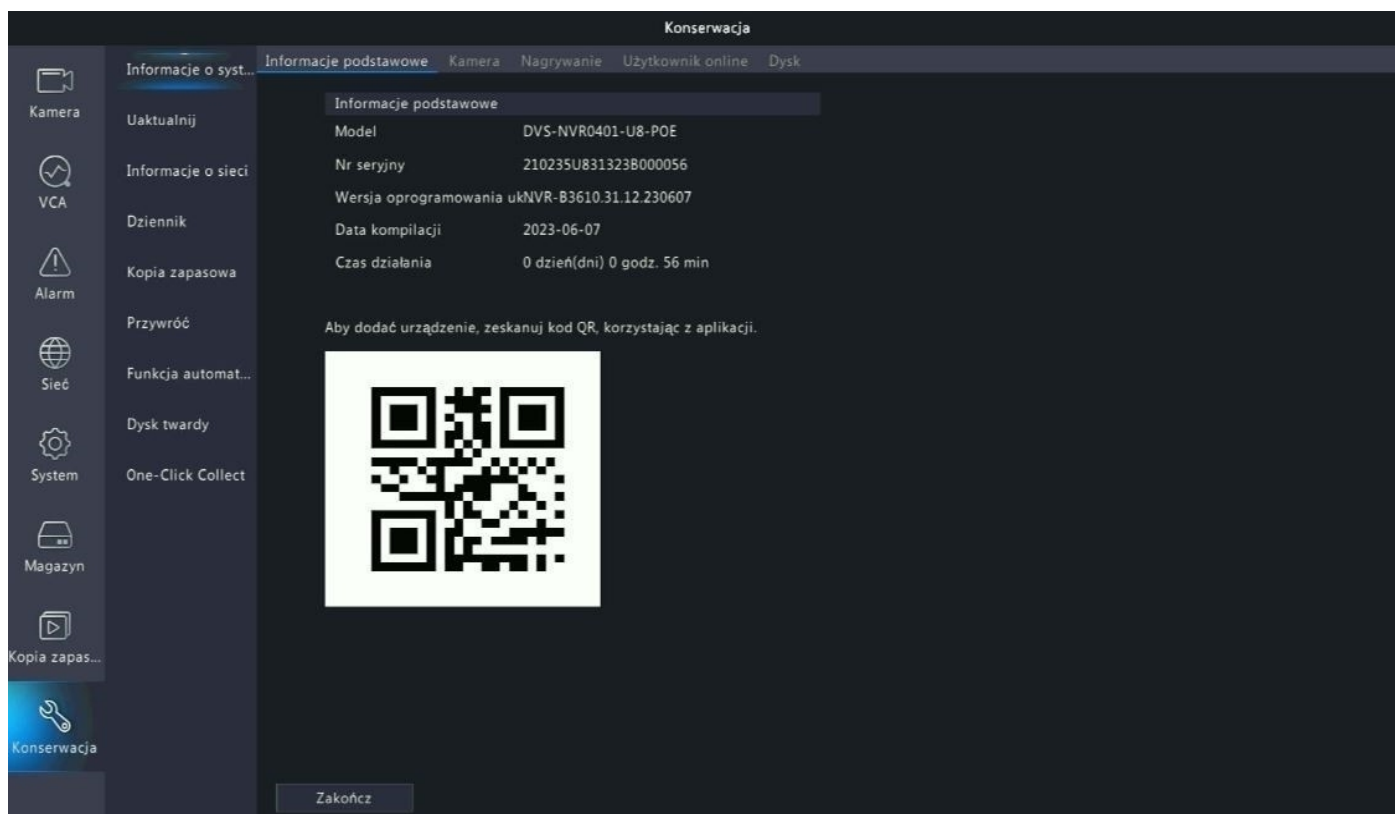 Konserwacja
Kamera
VCA
Alarm
Sieć
System
Magazyn
Kopia zapas...
Konserwacja
Informacje o syst...
Uaktualnij
Informacje o sieci
Dziennik
Kopia zapasowa
Przywróć
Funkcja automat...
Dysk twardy
One-Click Collect
Informacje podstawowe Kamera Nagrywanie Użytkownik online Dysk
Informacje podstawowe
Model DVS-NVR0401-U8-POE
Nr seryjny 210235U831323B000056
Wersja oprogramowania ukNVR-B3610.31.12.230607
Data kompilacji 2023-06-07
Czas działania 0 dzień(dni) 0 godz. 56 min
Aby dodać urządzenie, zeskanuj kod QR, korzystając z aplikacji.
Zakończ